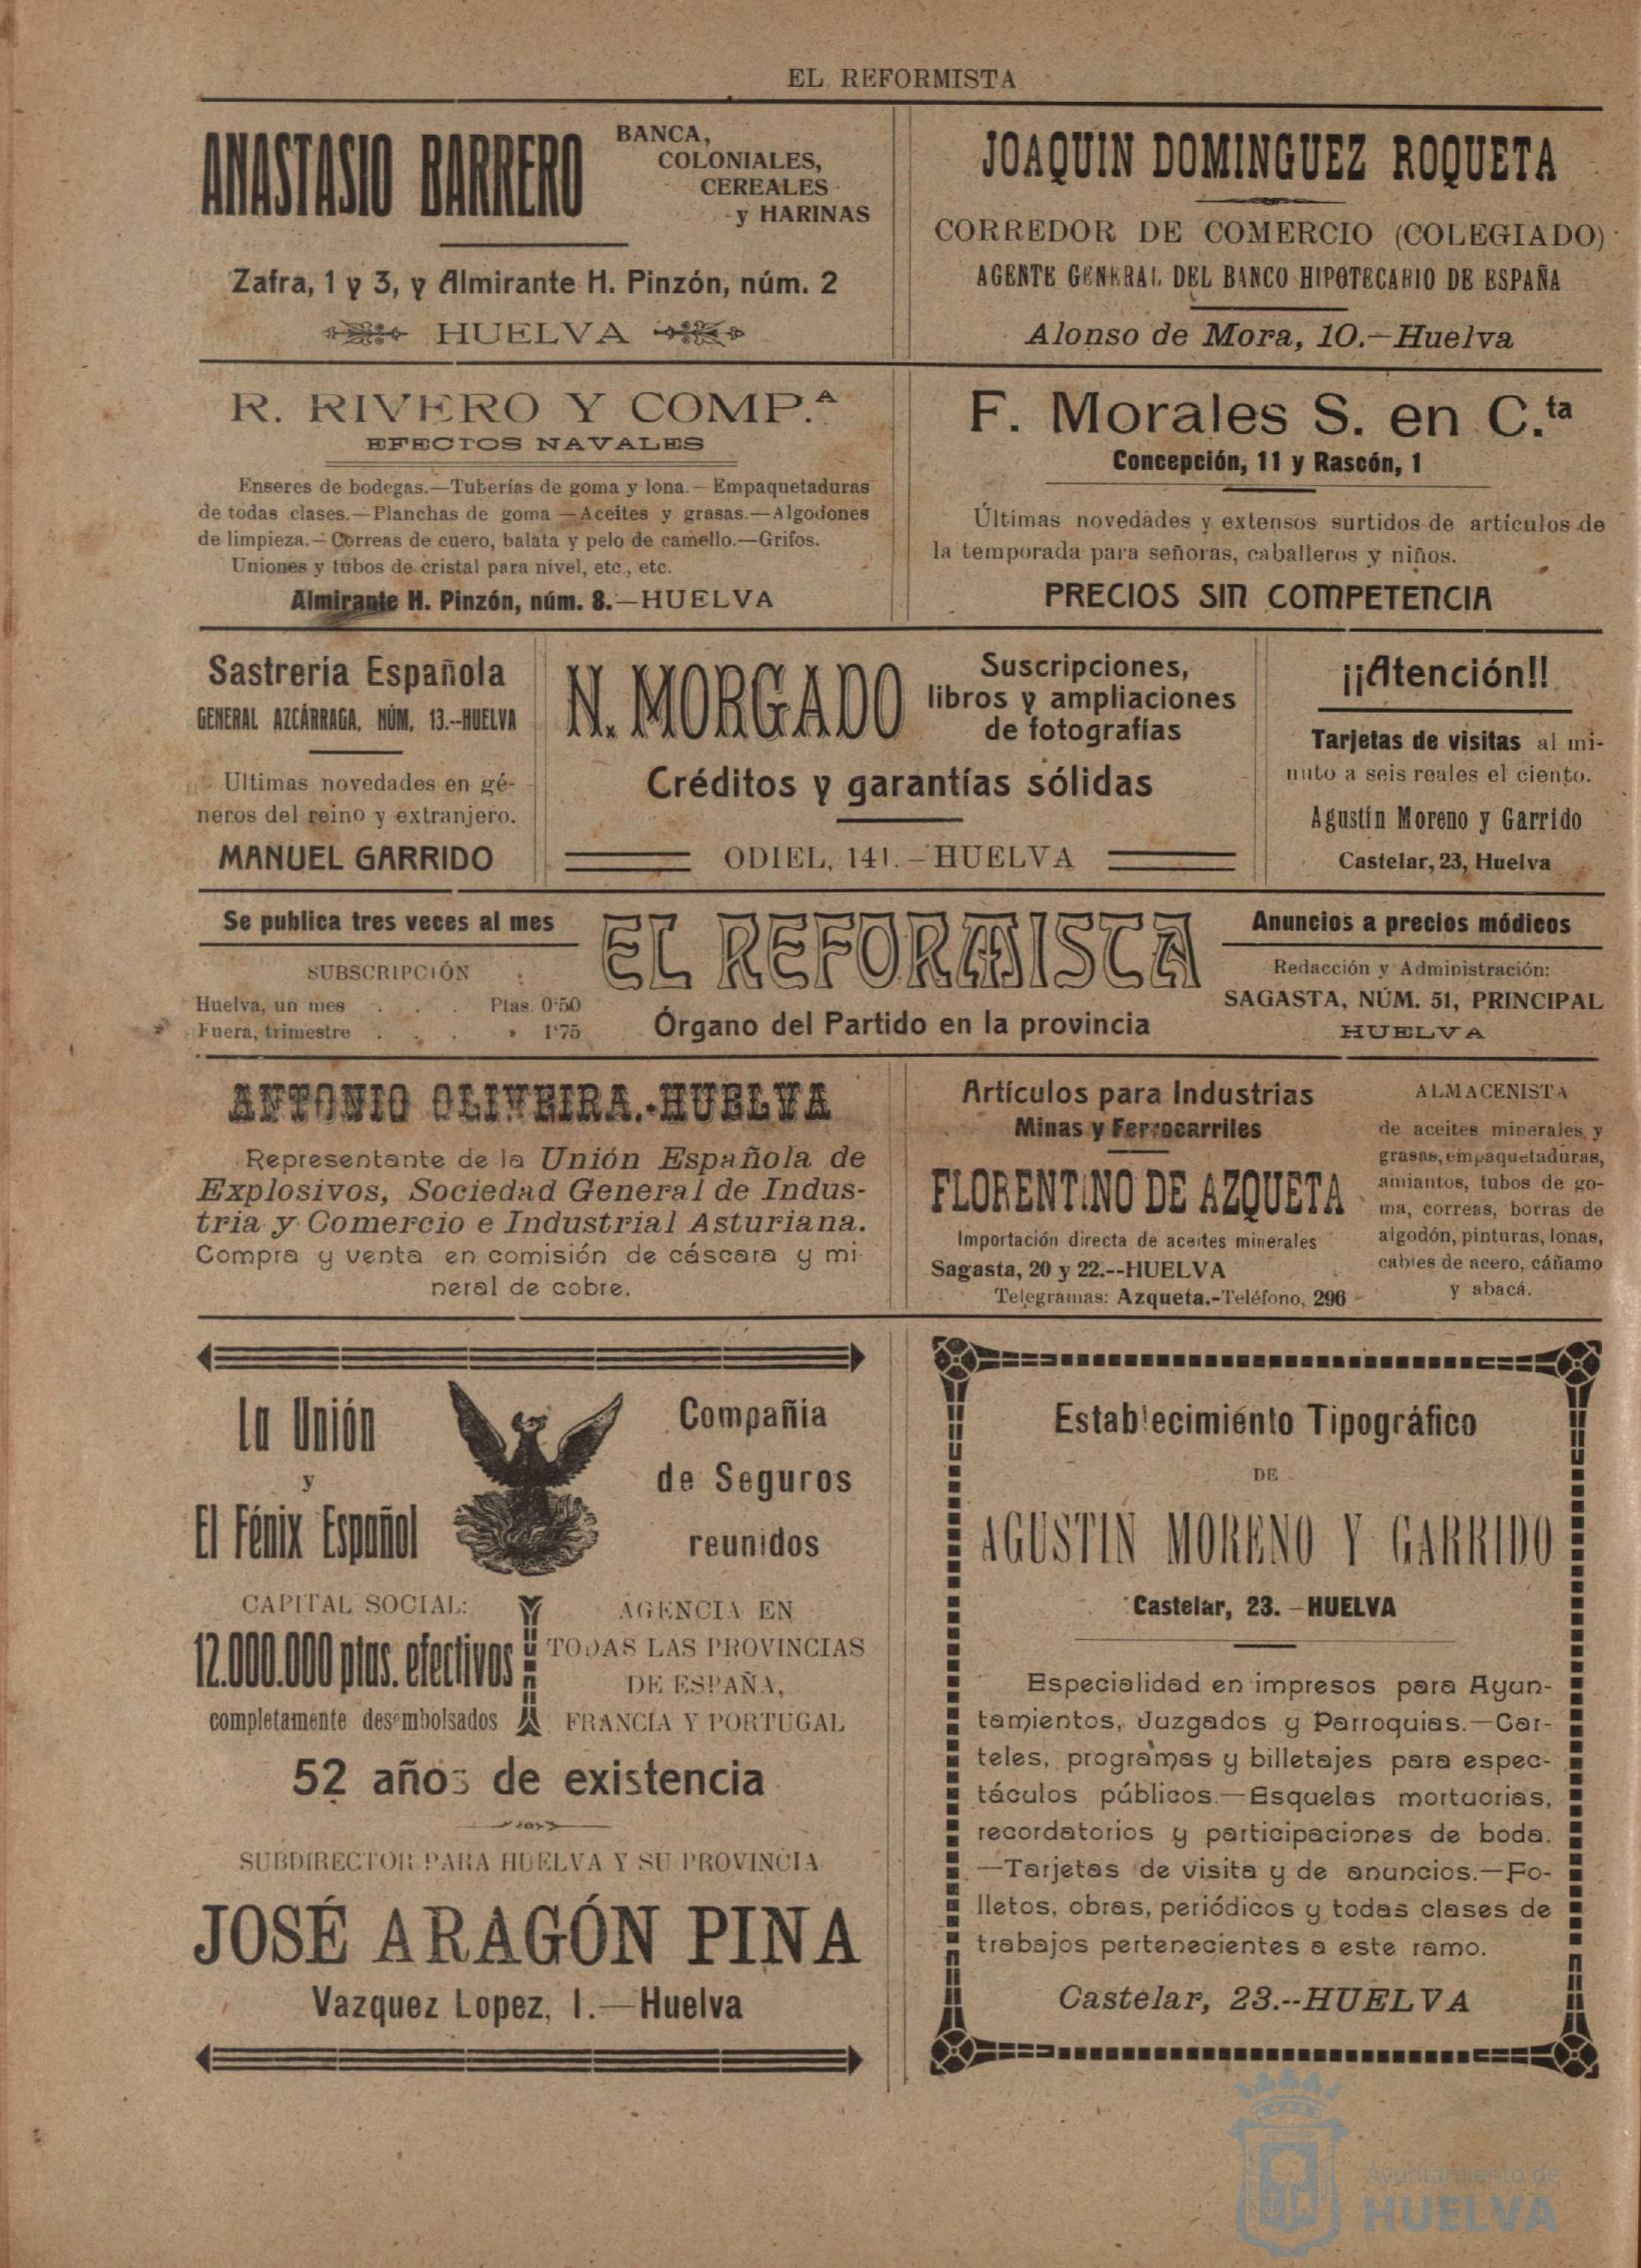 EL REFORMISTA
ANASTASIO BARRERO
BANCA,
COLONIALES,
CEREALES
y HARINAS
Zafra, 1 y 3, y Almirante H. Pinzón, núm. 2
HUELVA
JOAQUIN DOMINGUEZ ROQUETA
CORREDOR DE COMERCIO (COLEGIADO)
AGENTE GENERAL DEL BANCO HIPOTECARIO DE ESPAÑA
Alonso de Mora, 10.—Huelva
R. RIVERO Y COMP.A
EFECTOS NAVALES
Enseres de bodegas.—Tuberías de goma y lona.—Empaquetaduras
de todas clases.—Planchas de goma—Aceites y grasas.—Algodones
de limpieza.—Correas de cuero, balata y pelo de camello.—Grifos.
Uniones y tubos de cristal para nivel, etc., etc.
Almirante H. Pinzón, núm. 8.—HUELVA
F. Morales S. en C.ta
Concepción, 11 y Rascón, 1
Últimas novedades y extensos surtidos de artículos de
la temporada para señoras, caballeros y niños.
PRECIOS SIN COMPETENCIA
Sastrería Española
GENERAL AZCÁRRAGA, NÚM. 13.--HUELVA
Ultimas novedades en gé-
neros del reino y extranjero.
MANUEL GARRIDO
N. MORGADO
Suscripciones,
libros y ampliaciones
de fotografías
Créditos y garantías sólidas
ODIEL, 141.—HUELVA
¡¡Atención!!
Tarjetas de visitas al mi-
nuto a seis reales el ciento.
Agustín Moreno y Garrido
Castelar, 23, Huelva
Se publica tres veces al mes
SUBSCRIPCIÓN
Huelva, un mes . . . Ptas. 0'50
Fuera, trimestre . . . » 1'75
EL REFORMISTA
Órgano del Partido en la provincia
Anuncios a precios módicos
Redacción y Administración:
SAGASTA, NÚM. 51, PRINCIPAL
HUELVA
ANTONIO OLIVEIRA.-HUELVA
Representante de la Unión Española de
Explosivos, Sociedad General de Indus-
tria y Comercio e Industrial Asturiana.
Compra y venta en comisión de cáscara y mi
neral de cobre.
Artículos para Industrias
Minas y Ferrocarriles
FLORENTINO DE AZQUETA
Importación directa de aceites minerales
Sagasta, 20 y 22.--HUELVA
Telegramas: Azqueta.-Teléfono, 296
ALMACENISTA
de aceites minerales y
grasas, empaquetaduras,
amiantos, tubos de go-
ma, correas, borras de
algodón, pinturas, lonas,
cables de acero, cáñamo
y abacá.
La Unión
y
El Fénix Español
Compañia
de Seguros
reunidos
CAPITAL SOCIAL:
12.000.000 ptas. efectivos
completamente desembolsados
AGENCIA EN
TODAS LAS PROVINCIAS
DE ESPAÑA,
FRANCIA Y PORTUGAL
52 años de existencia
SUBDIRECTOR PARA HUELVA Y SU PROVINCIA
JOSÉ ARAGÓN PINA
Vazquez Lopez, 1.—Huelva
Establecimiento Tipográfico
DE
AGUSTIN MORENO Y GARRIDO
Castelar, 23.—HUELVA
Especialidad en impresos para Ayun-
tamientos, Juzgados y Parroquias.—Car-
teles, programas y billetajes para espec-
táculos públicos.—Esquelas mortuorias,
recordatorios y participaciones de boda.
—Tarjetas de visita y de anuncios.—Fo-
lletos, obras, periódicos y todas clases de
trabajos pertenecientes a este ramo.
Castelar, 23.--HUELVA
Ayuntamiento de
HUELVA